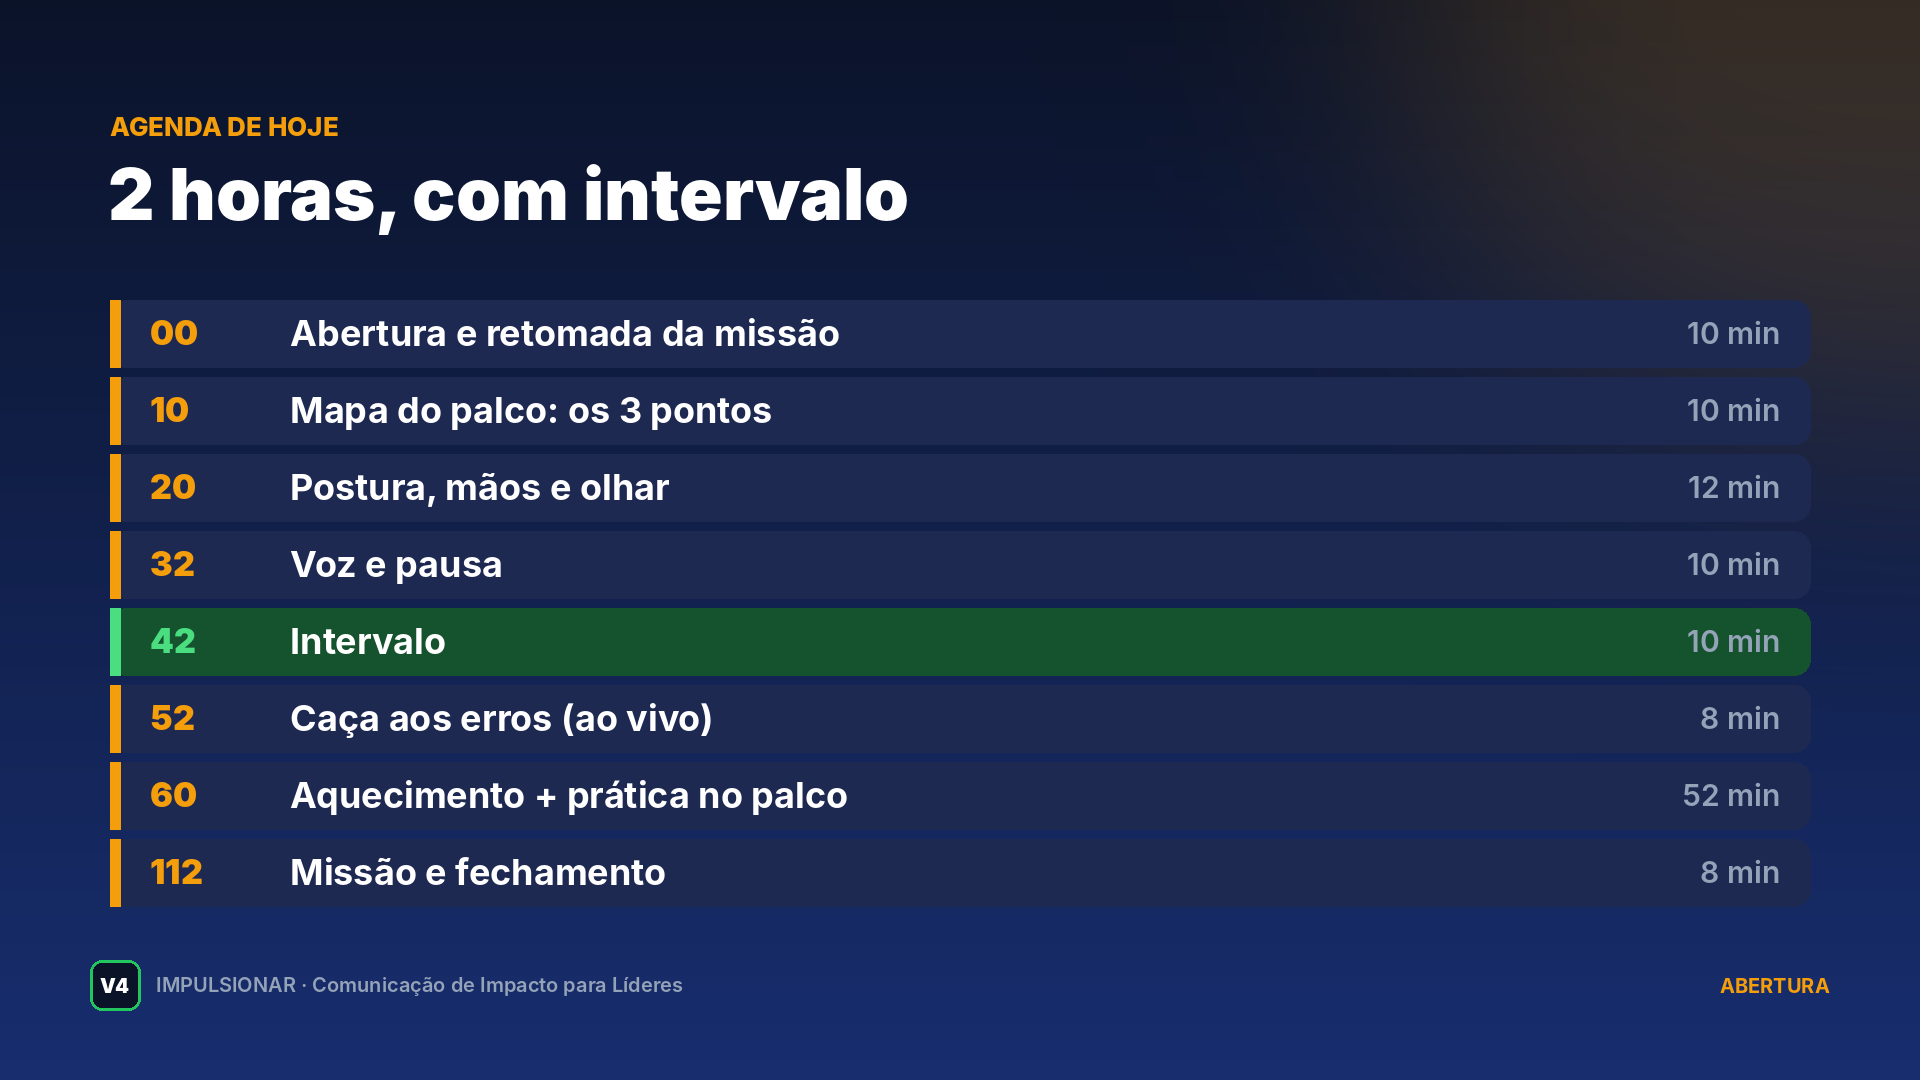 AGENDA DE HOJE
2 horas, com intervalo
00 Abertura e retomada da missão 10 min
10 Mapa do palco: os 3 pontos 10 min
20 Postura, mãos e olhar 12 min
32 Voz e pausa 10 min
42 Intervalo 10 min
52 Caça aos erros (ao vivo) 8 min
60 Aquecimento + prática no palco 52 min
112 Missão e fechamento 8 min
V4 IMPULSIONAR · Comunicação de Impacto para Líderes ABERTURA